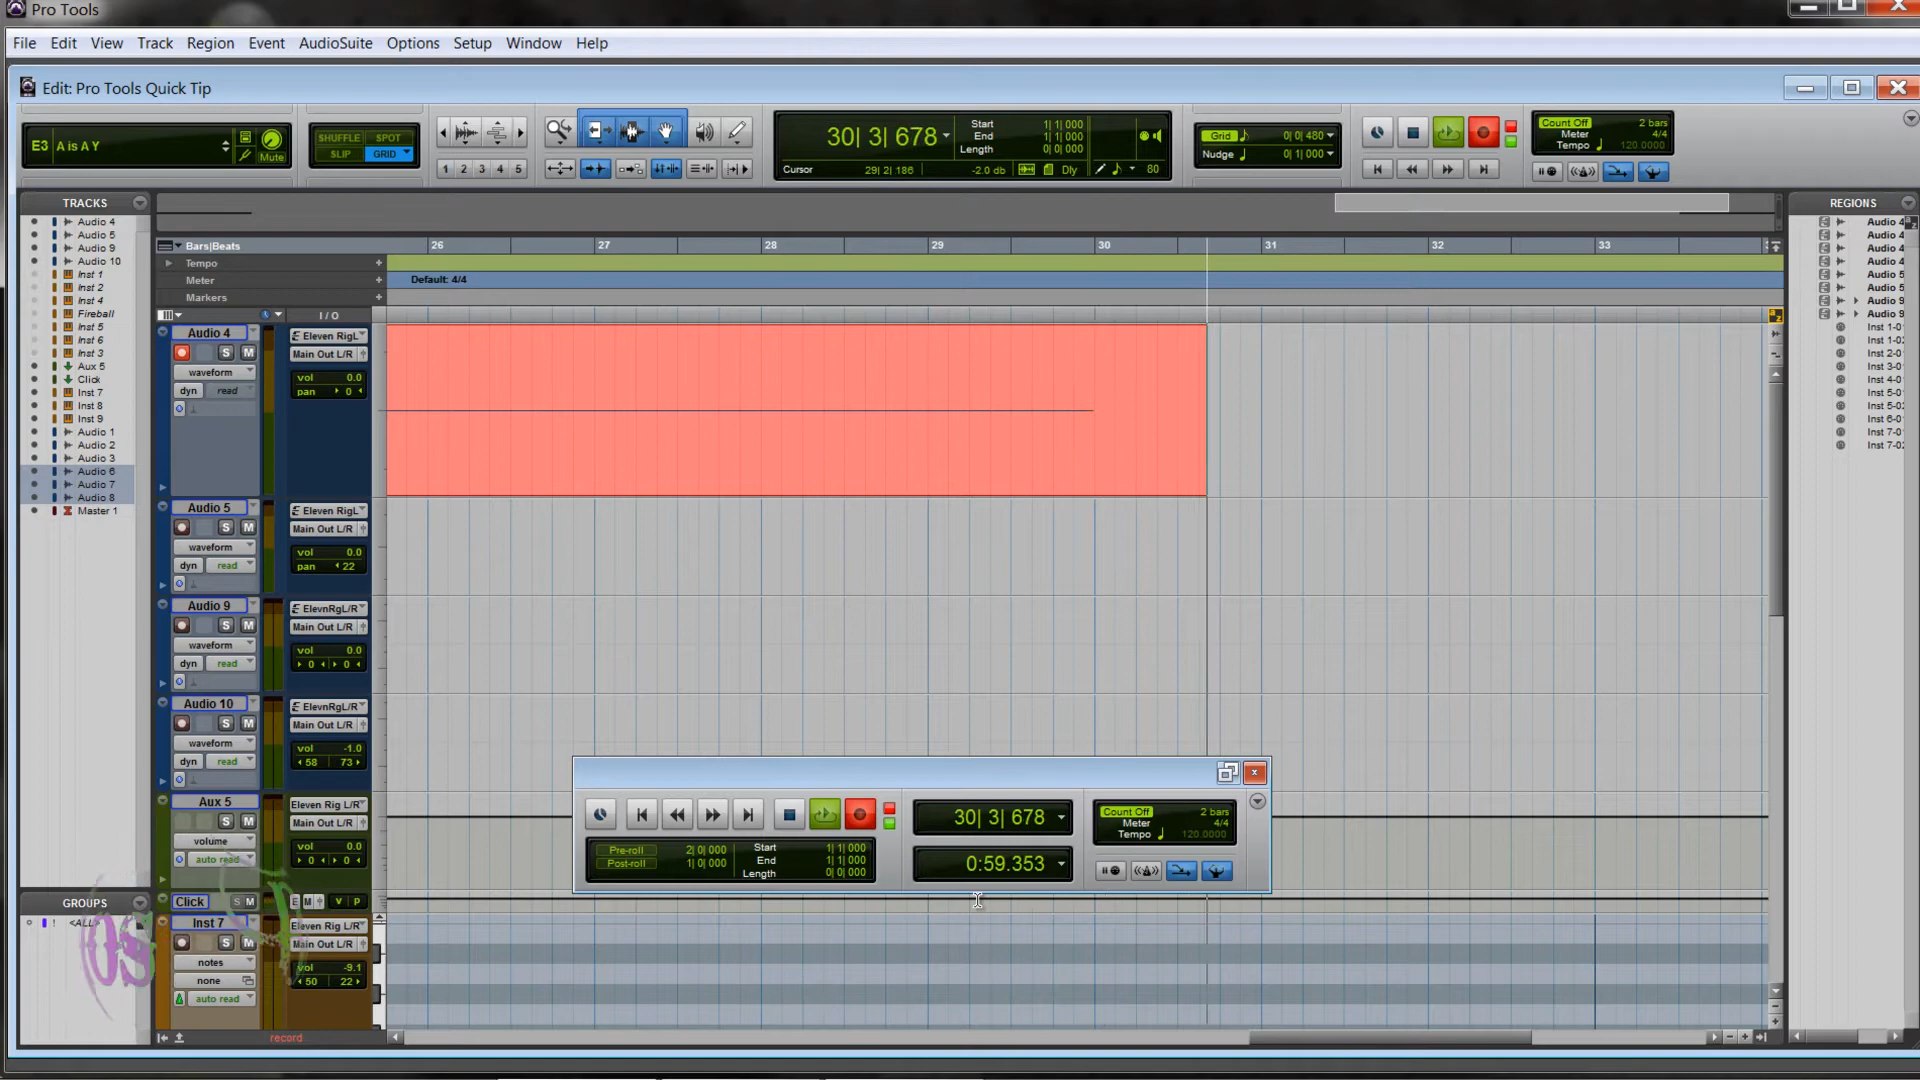 Pro Tools
File Edit View Track Region Event AudioSuite Options Setup Window Help
Edit: Pro Tools Quick Tip
E3 A is A Y Mute
SHUFFLE SPOT
SLIP GRID
1 2 3 4 5
30| 3| 678
Start 1| 1| 000
End 1| 1| 000
Length 0| 0| 000
Cursor 29| 2| 186 -2.0 db Dly 80
Grid 0| 0| 480
Nudge 0| 1| 000
Count Off 2 bars
Meter 4/4
Tempo 120.0000
TRACKS
Audio 4
Audio 5
Audio 9
Audio 10
Inst 1
Inst 2
Inst 4
Fireball
Inst 5
Inst 6
Inst 3
Aux 5
Click
Inst 7
Inst 8
Inst 9
Audio 1
Audio 2
Audio 3
Audio 6
Audio 7
Audio 8
Master 1
GROUPS
1 <ALL>
Bars|Beats 26 27 28 29 30 31 32 33
Tempo
Meter Default: 4/4
Markers
I / O
Audio 4 Eleven RigL
S M Main Out L/R
waveform vol 0.0
dyn read pan 0
Audio 5 Eleven RigL
S M Main Out L/R
waveform vol 0.0
dyn read pan 22
Audio 9 ElevnRgL/R
S M Main Out L/R
waveform vol 0.0
dyn read 0 0
Audio 10 ElevnRgL/R
S M Main Out L/R
waveform vol -1.0
dyn read 58 73
Aux 5 Eleven Rig L/R
S M Main Out L/R
volume vol 0.0
auto read 0 0
Click S M E M V P
Inst 7 Eleven Rig L/R
S M Main Out L/R
notes vol -9.1
none 50 22
auto read
record
Pre-roll 2| 0| 000
Post-roll 1| 0| 000
Start 1| 1| 000
End 1| 1| 000
Length 0| 0| 000
30| 3| 678
0:59.353
Count Off 2 bars
Meter 4/4
Tempo 120.0000
REGIONS
Audio 4
Audio 4
Audio 4
Audio 4
Audio 5
Audio 5
Audio 9
Audio 9
Inst 1-01
Inst 1-02
Inst 2-01
Inst 3-01
Inst 4-01
Inst 5-01
Inst 5-02
Inst 6-01
Inst 7-01
Inst 7-02